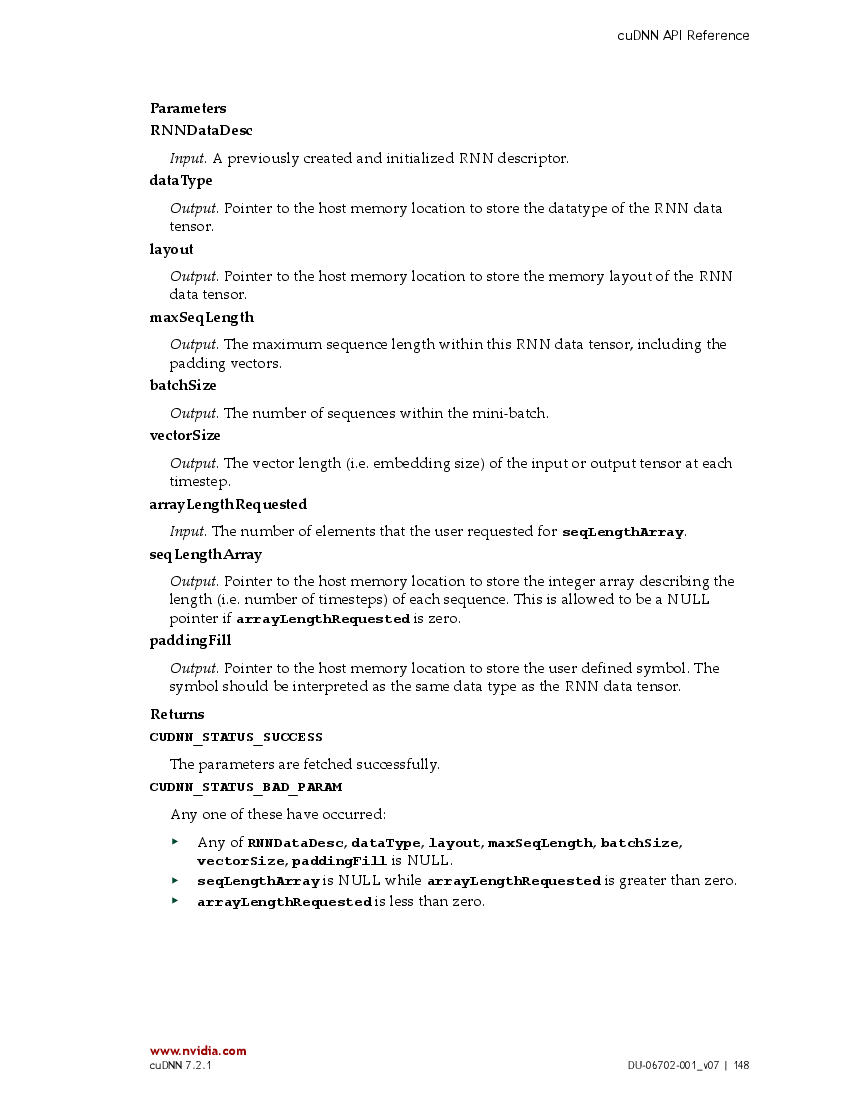 cuDNN API Reference
Parameters
RNNDataDesc
Input. A previously created and initialized RNN descriptor.
dataType
Output. Pointer to the host memory location to store the datatype of the RNN data
tensor.
layout
Output. Pointer to the host memory location to store the memory layout of the RNN
data tensor.
maxSeqLength
Output. The maximum sequence length within this RNN data tensor, including the
padding vectors.
batchSize
Output. The number of sequences within the mini-batch.
vectorSize
Output. The vector length (i.e. embedding size) of the input or output tensor at each
timestep.
arrayLengthRequested
Input. The number of elements that the user requested for seqLengthArray.
seqLengthArray
Output. Pointer to the host memory location to store the integer array describing the
length (i.e. number of timesteps) of each sequence. This is allowed to be a NULL
pointer if arrayLengthRequested is zero.
paddingFill
Output. Pointer to the host memory location to store the user defined symbol. The
symbol should be interpreted as the same data type as the RNN data tensor.
Returns
CUDNN_STATUS_SUCCESS
The parameters are fetched successfully.
CUDNN_STATUS_BAD_PARAM
Any one of these have occurred:
▶ Any of RNNDataDesc, dataType, layout, maxSeqLength, batchSize,
vectorSize, paddingFill is NULL.
▶ seqLengthArray is NULL while arrayLengthRequested is greater than zero.
▶ arrayLengthRequested is less than zero.
www.nvidia.com
cuDNN 7.2.1
DU-06702-001_v07 | 148